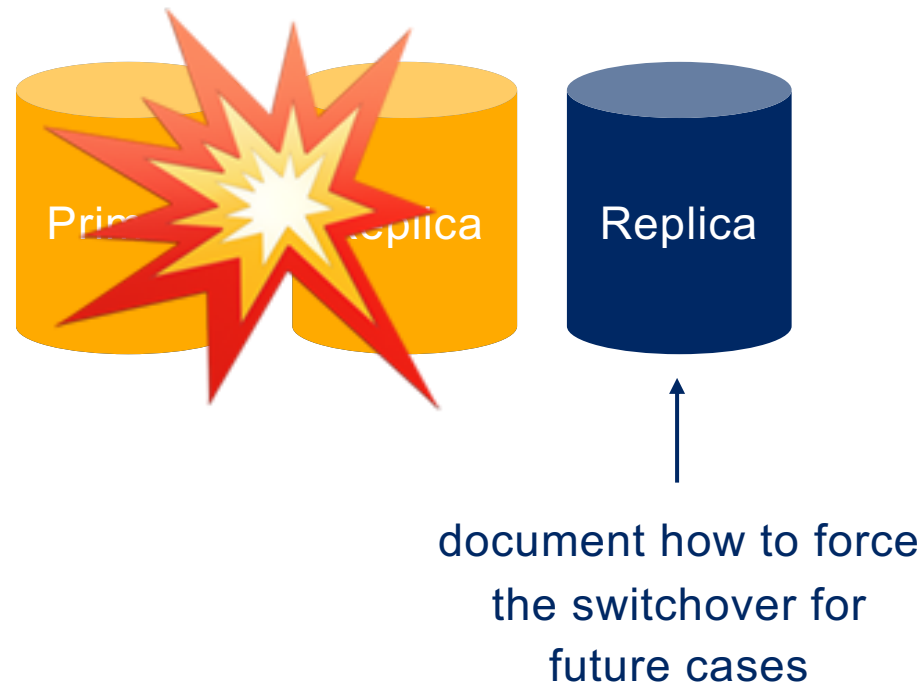 Replica
document how to force
the switchover for
future cases